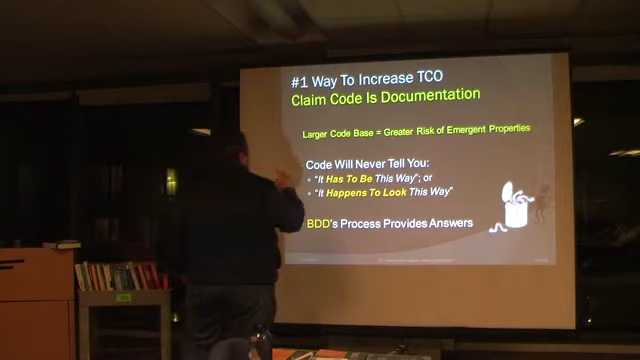 #1 Way To Increase TCO
Claim Code Is Documentation
Larger Code Base = Greater Risk of Emergent Properties
Code Will Never Tell You:
• "It Has To Be This Way"; or
• "It Happens To Look This Way"
BDD's Process Provides Answers